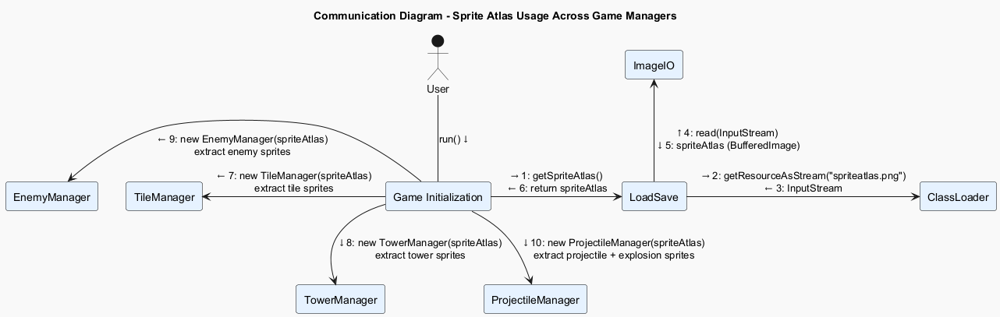 Communication Diagram - Sprite Atlas Usage Across Game Managers
ImageIO
User
run() ↓
↑ 4: read(InputStream)
↓ 5: spriteAtlas (BufferedImage)
← 9: new EnemyManager(spriteAtlas)
extract enemy sprites
← 7: new TileManager(spriteAtlas)
extract tile sprites
→ 1: getSpriteAtlas()
← 6: return spriteAtlas
→ 2: getResourceAsStream("spriteatlas.png")
← 3: InputStream
EnemyManager
TileManager
Game Initialization
LoadSave
ClassLoader
↓ 8: new TowerManager(spriteAtlas)
extract tower sprites
↓ 10: new ProjectileManager(spriteAtlas)
extract projectile + explosion sprites
TowerManager
ProjectileManager